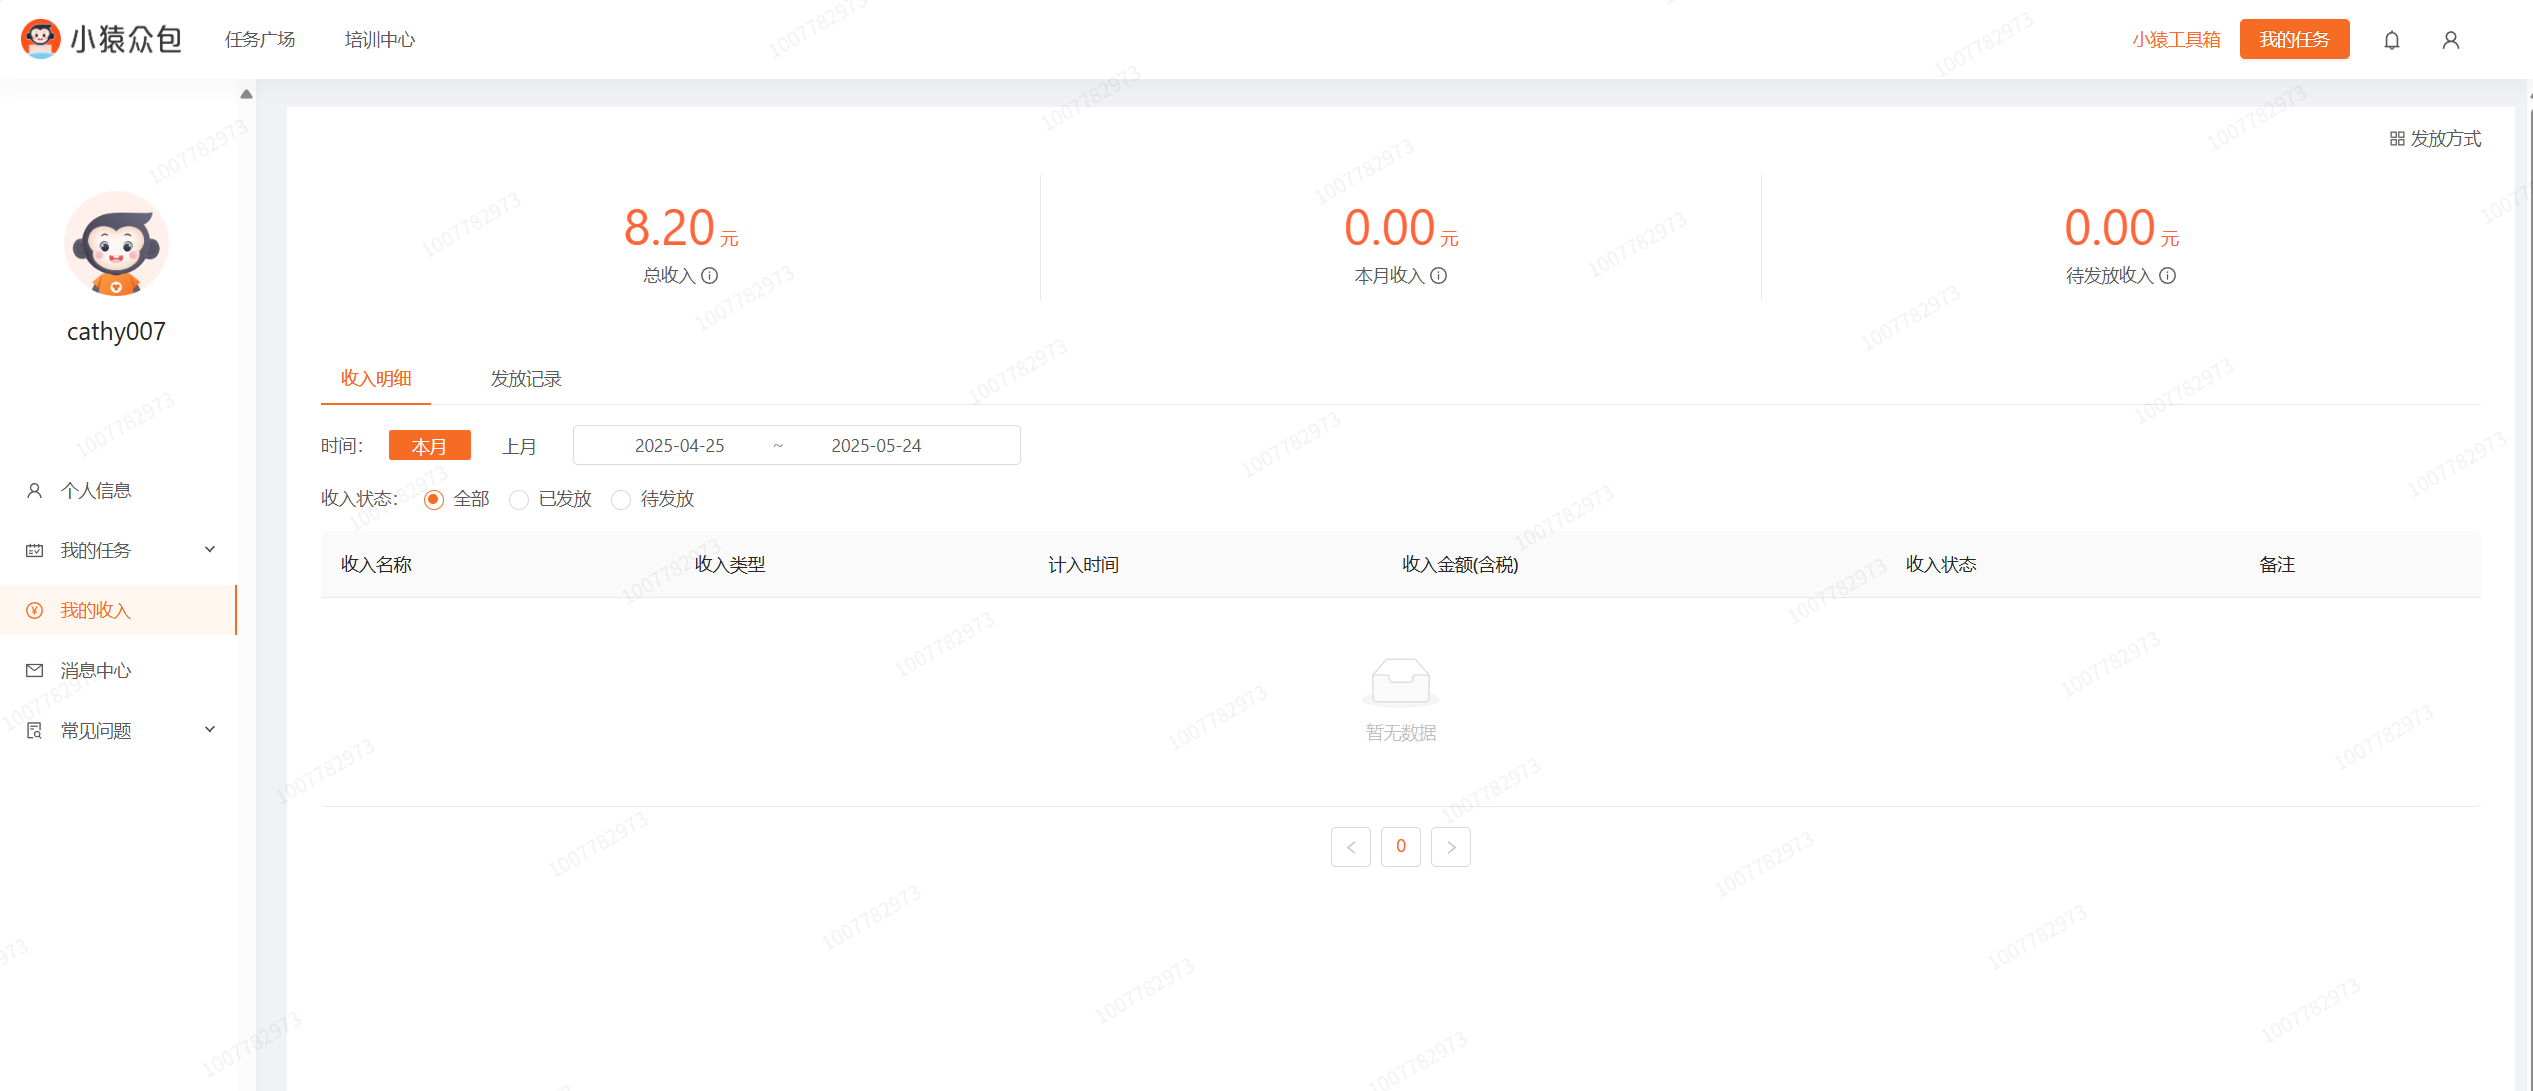 小猿众包
任务广场
培训中心
小猿工具箱
我的任务
发放方式
cathy007
8.20元
总收入
0.00元
本月收入
0.00元
待发放收入
个人信息
我的任务
我的收入
消息中心
常见问题
收入明细
发放记录
时间:
本月
上月
2025-04-25 ~ 2025-05-24
收入状态:
全部
已发放
待发放
收入名称
收入类型
计入时间
收入金额(含税)
收入状态
备注
暂无数据
< 0 >
1007782973